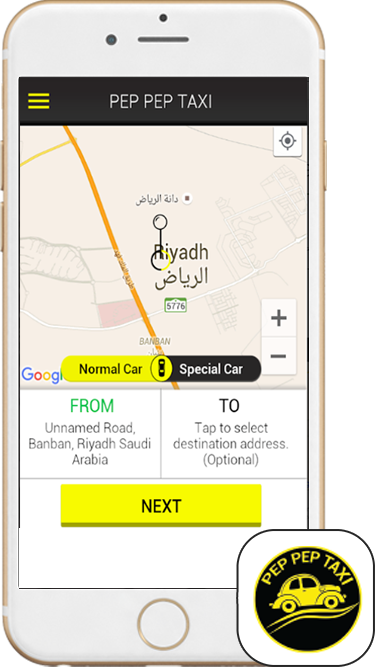 PEP PEP TAXI
دانة الرياض
Riyadh
الرياض
5776
BANBAN
Google
Normal Car
Special Car
FROM
Unnamed Road,
Banban, Riyadh Saudi
Arabia
TO
Tap to select
destination address.
(Optional)
NEXT
PEP PEP TAXI